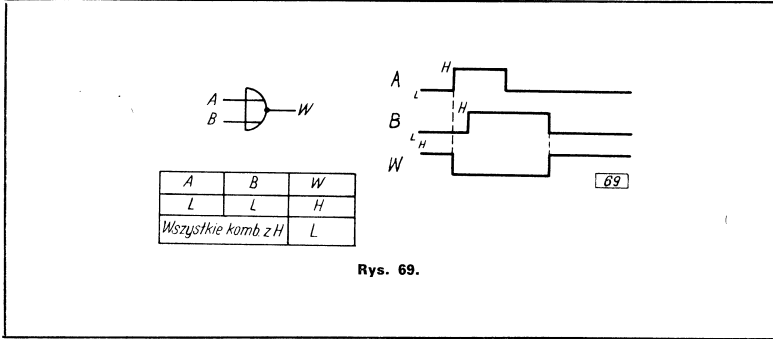 A
B
W
A L H
B L H
W H
69
A B W
L L H
Wszystkie komb. z H L
Rys. 69.